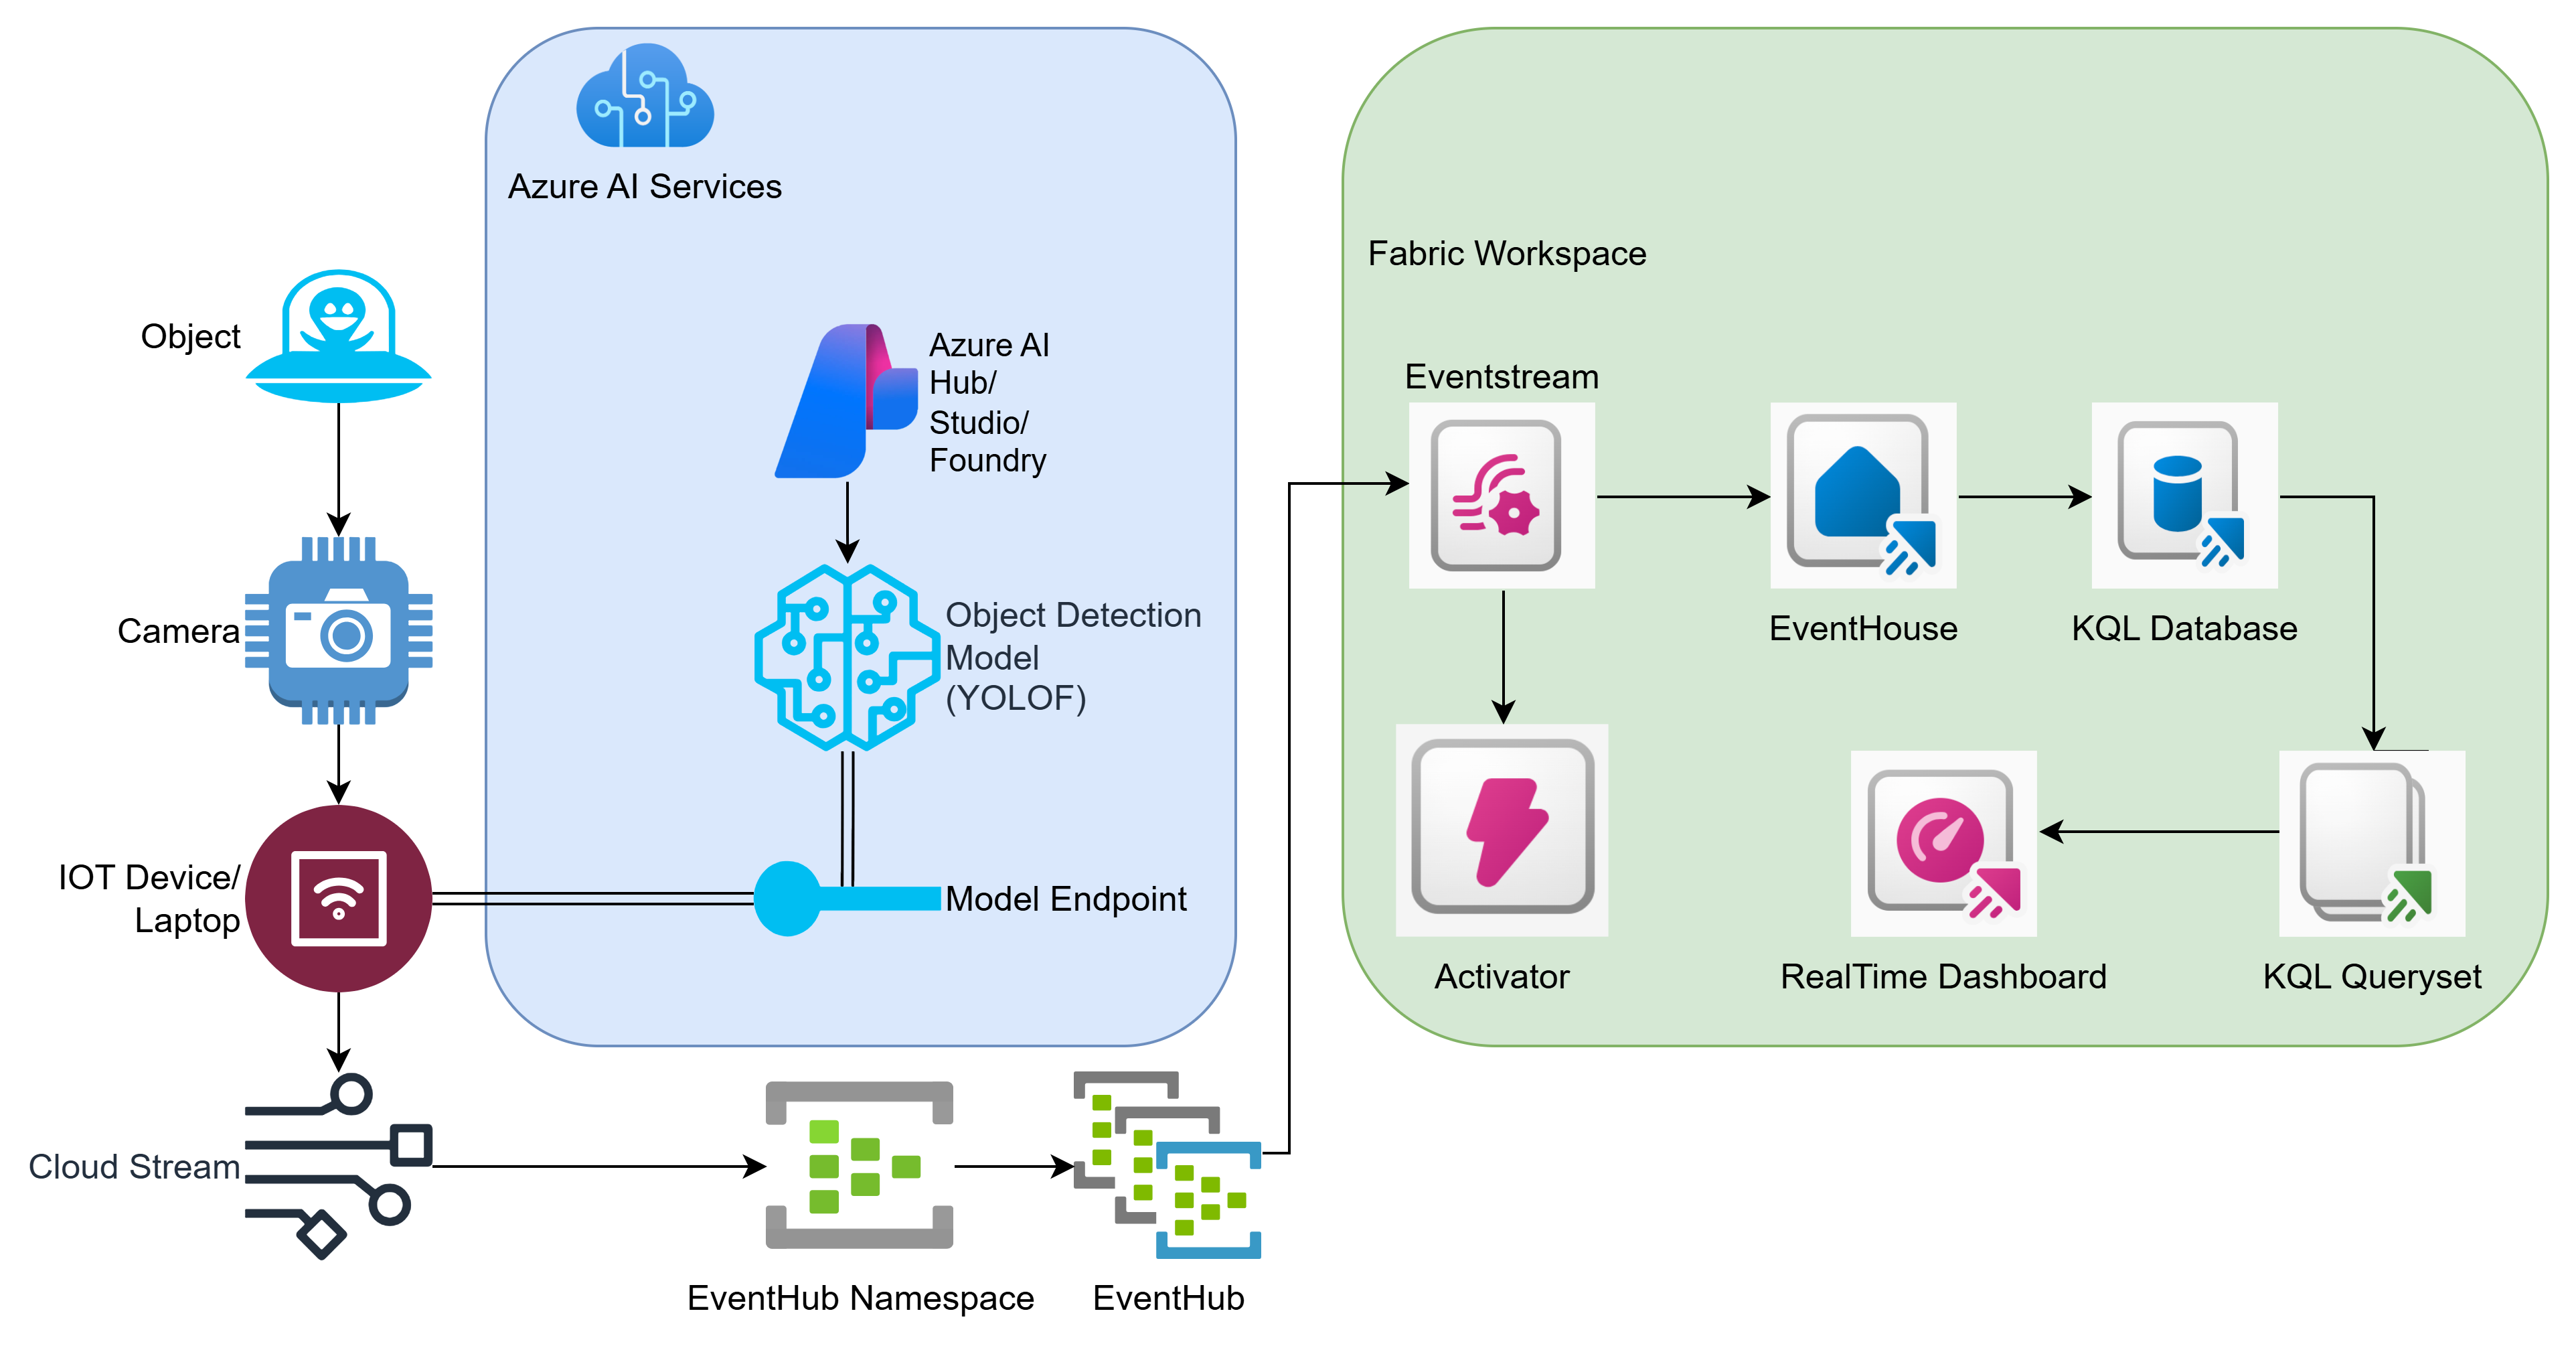 Azure AI Services
Fabric Workspace
Object
Azure AI
Hub/
Studio/
Foundry
Eventstream
Camera
Object Detection
Model
(YOLOF)
EventHouse
KQL Database
IOT Device/
Laptop
Model Endpoint
Activator
RealTime Dashboard
KQL Queryset
Cloud Stream
EventHub Namespace
EventHub